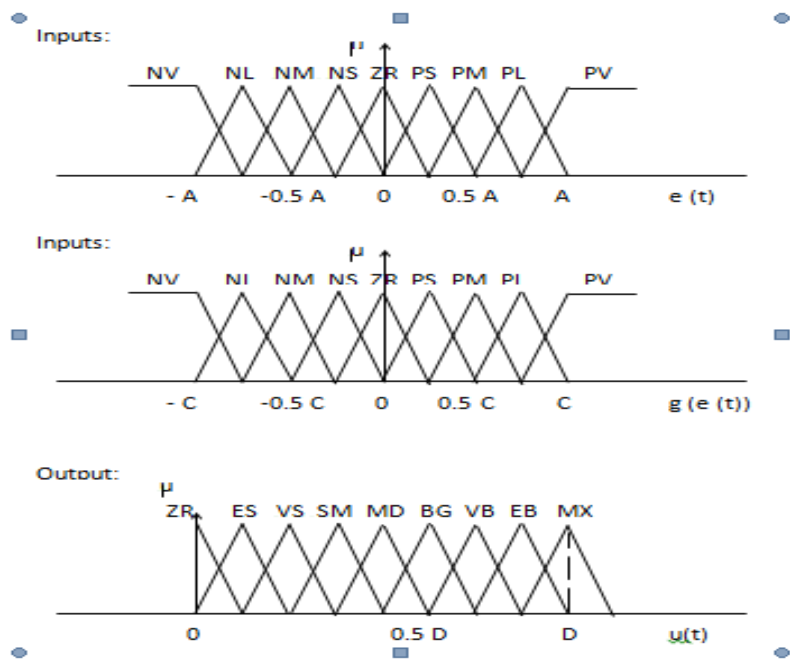 Inputs:
μ
NV NL NM NS ZR PS PM PL PV
- A -0.5 A 0 0.5 A A e (t)
Inputs:
μ
NV NL NM NS ZR PS PM PL PV
- C -0.5 C 0 0.5 C C g (e (t))
Output:
μ
ZR ES VS SM MD BG VB EB MX
0 0.5 D D u(t)